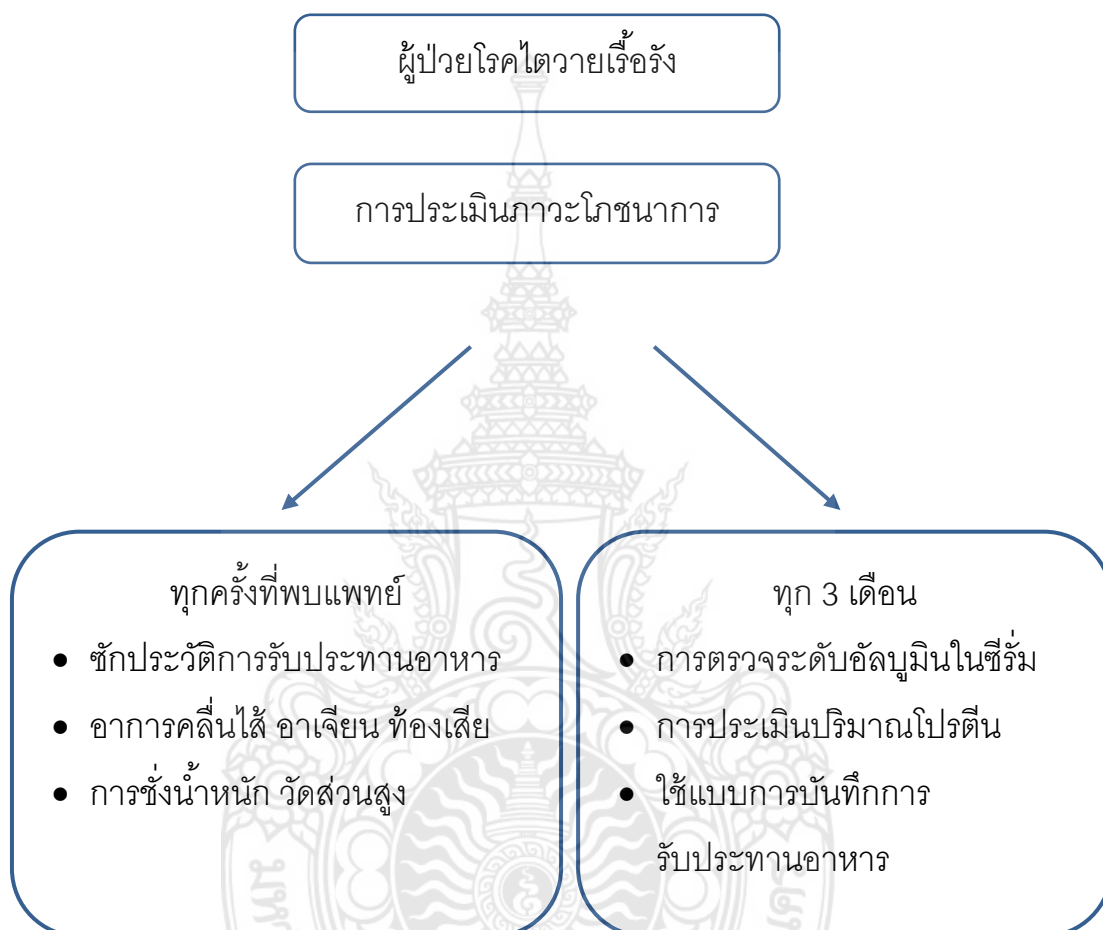 ผู้ป่วยโรคไตวายเรื้อรัง
การประเมินภาวะโภชนาการ
ทุกครั้งที่พบแพทย์
● ซักประวัติการรับประทานอาหาร
● อาการคลื่นไส้ อาเจียน ท้องเสีย
● การชั่งน้ำหนัก วัดส่วนสูง
ทุก 3 เดือน
● การตรวจระดับอัลบูมินในซีรั่ม
● การประเมินปริมาณโปรตีน
● ใช้แบบการบันทึกการ
รับประทานอาหาร